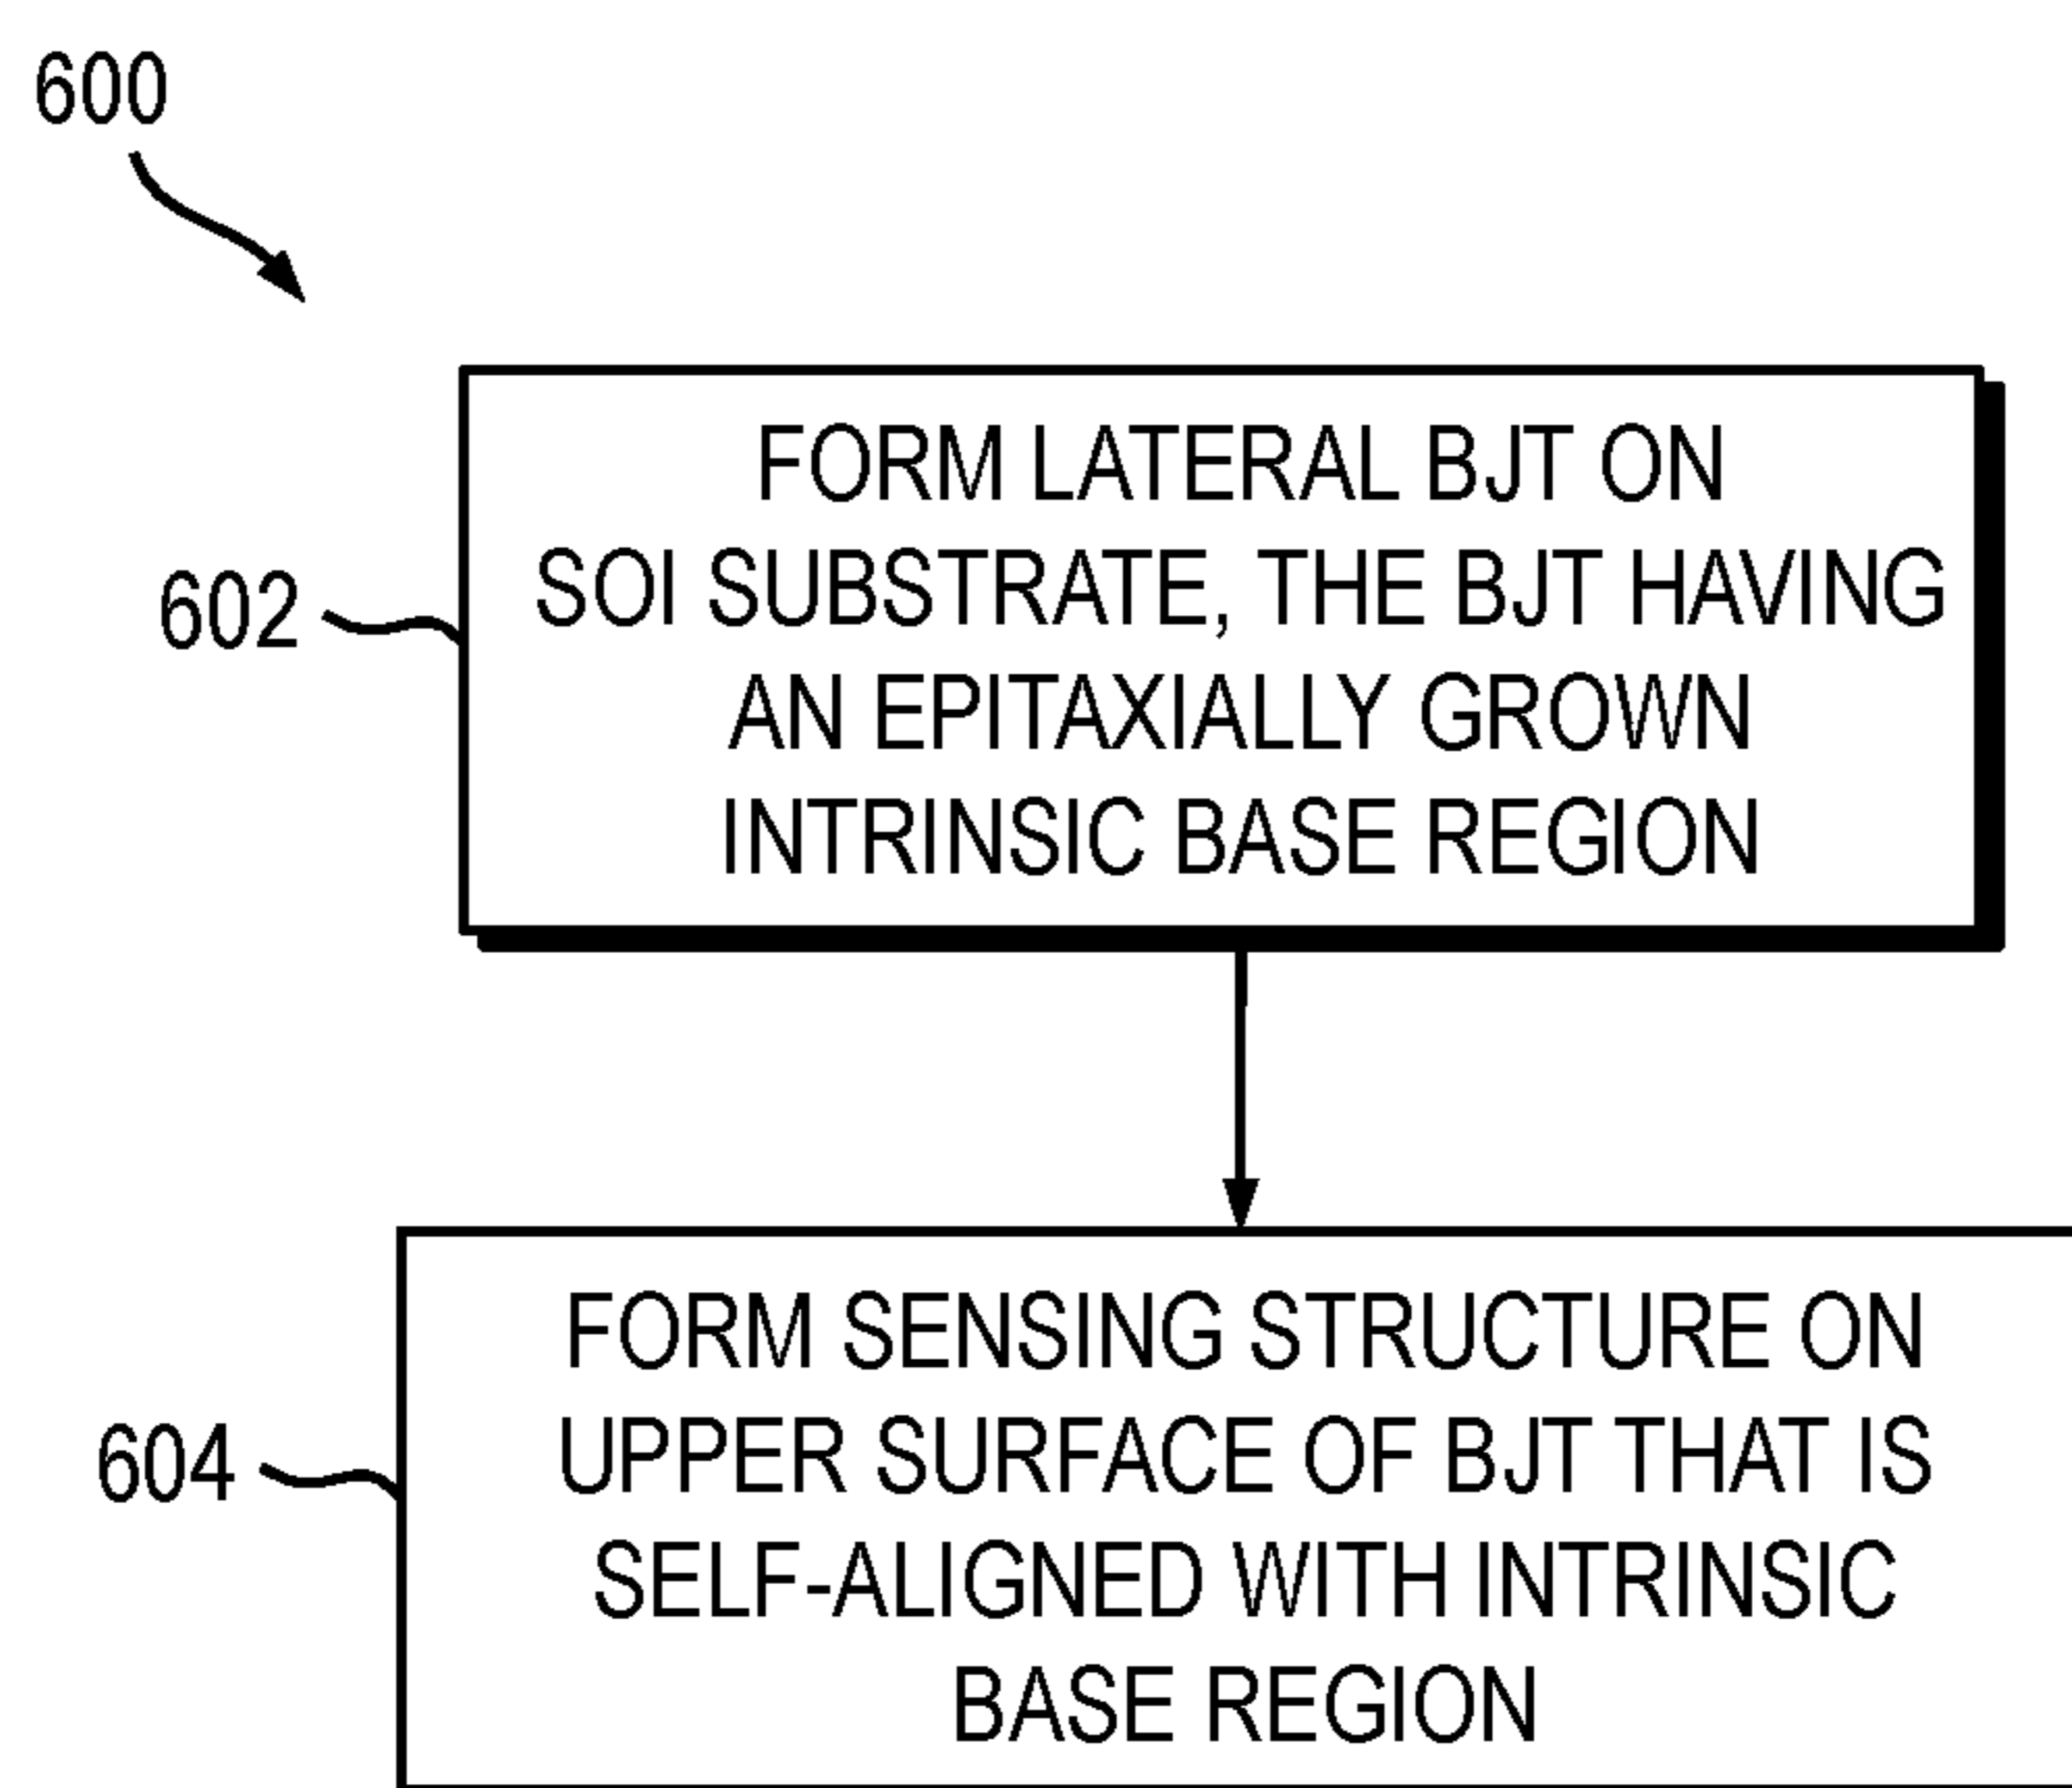 600
602
FORM LATERAL BJT ON
SOI SUBSTRATE, THE BJT HAVING
AN EPITAXIALLY GROWN
INTRINSIC BASE REGION
604
FORM SENSING STRUCTURE ON
UPPER SURFACE OF BJT THAT IS
SELF-ALIGNED WITH INTRINSIC
BASE REGION